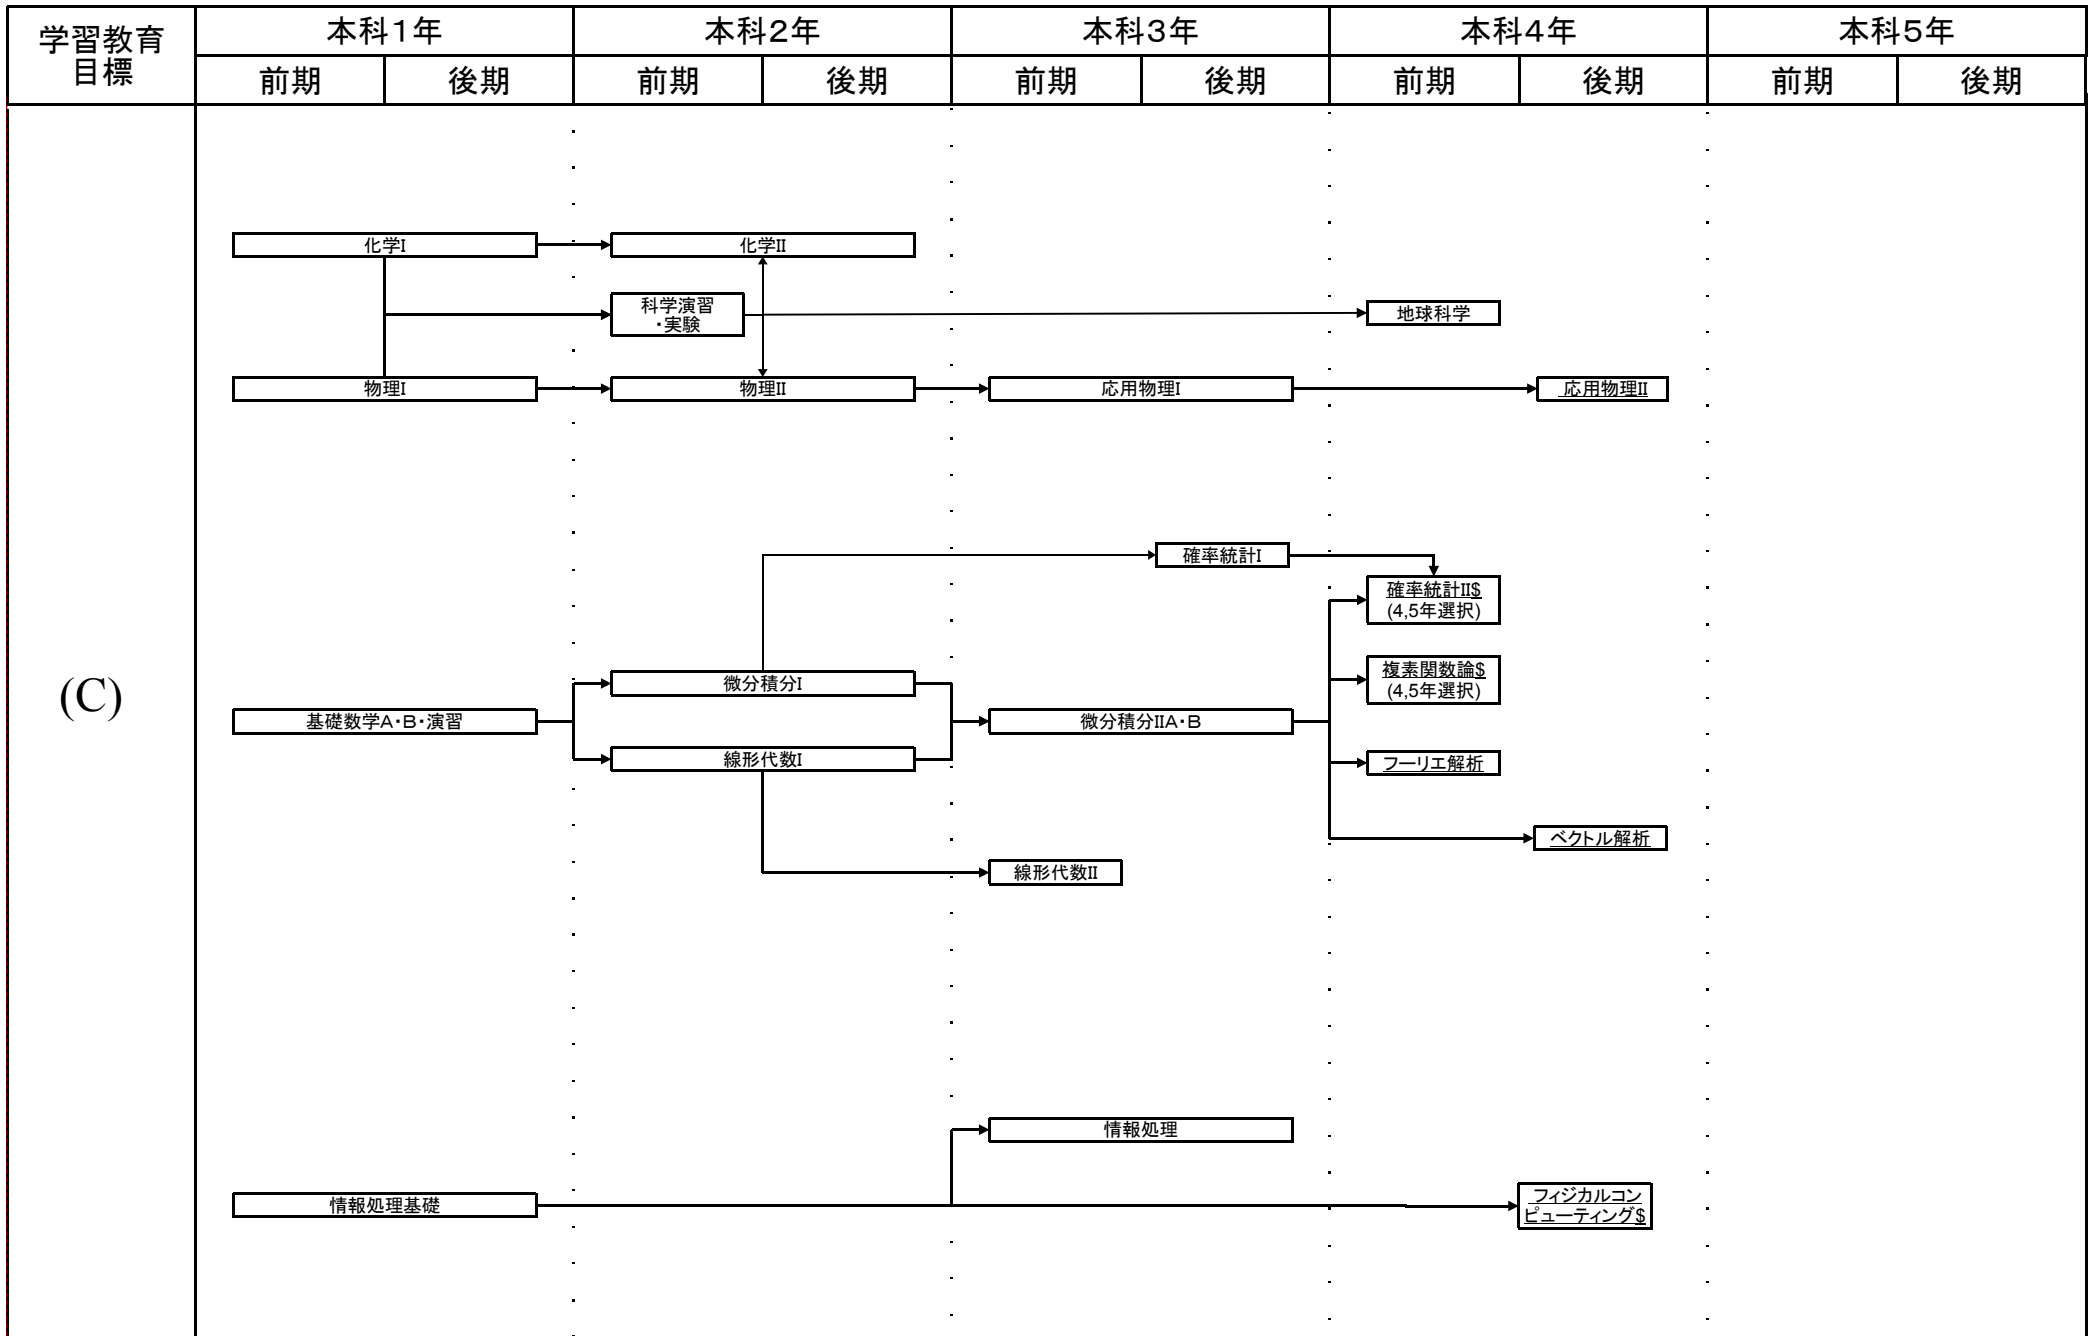 学習教育
目標
本科1年
本科2年
本科3年
本科4年
本科5年
前期
後期
前期
後期
前期
後期
前期
後期
前期
後期
(C)
化学I
化学II
科学演習
・実験
地球科学
物理I
物理II
応用物理I
応用物理II
確率統計I
確率統計II$
(4,5年選択)
微分積分I
複素関数論$
(4,5年選択)
基礎数学A・B・演習
微分積分IIA・B
線形代数I
フーリエ解析
ベクトル解析
線形代数II
情報処理
情報処理基礎
フィジカルコン
ピューティング$